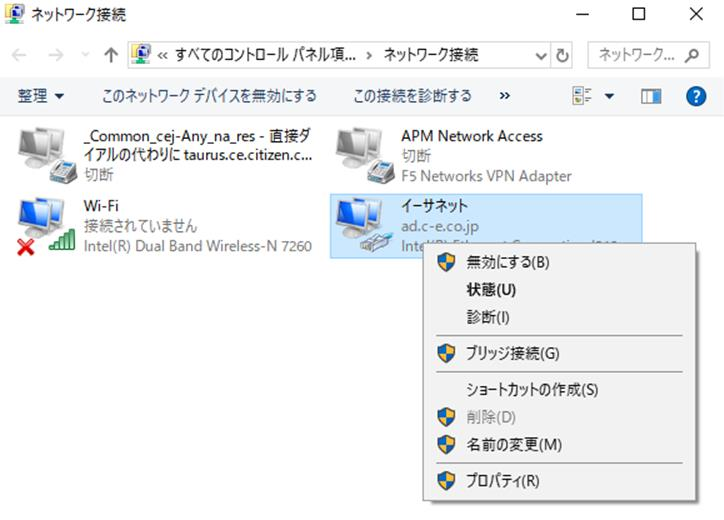 ネットワーク接続
« すべてのコントロール パネル項... › ネットワーク接続
ネットワーク...
整理 このネットワーク デバイスを無効にする この接続を診断する »
_Common_cej-Any_na_res - 直接ダ
イアルの代わりに taurus.ce.citizen.c...
切断
APM Network Access
切断
F5 Networks VPN Adapter
Wi-Fi
接続されていません
Intel(R) Dual Band Wireless-N 7260
イーサネット
ad.c-e.co.jp
無効にする(B)
状態(U)
診断(I)
ブリッジ接続(G)
ショートカットの作成(S)
削除(D)
名前の変更(M)
プロパティ(R)